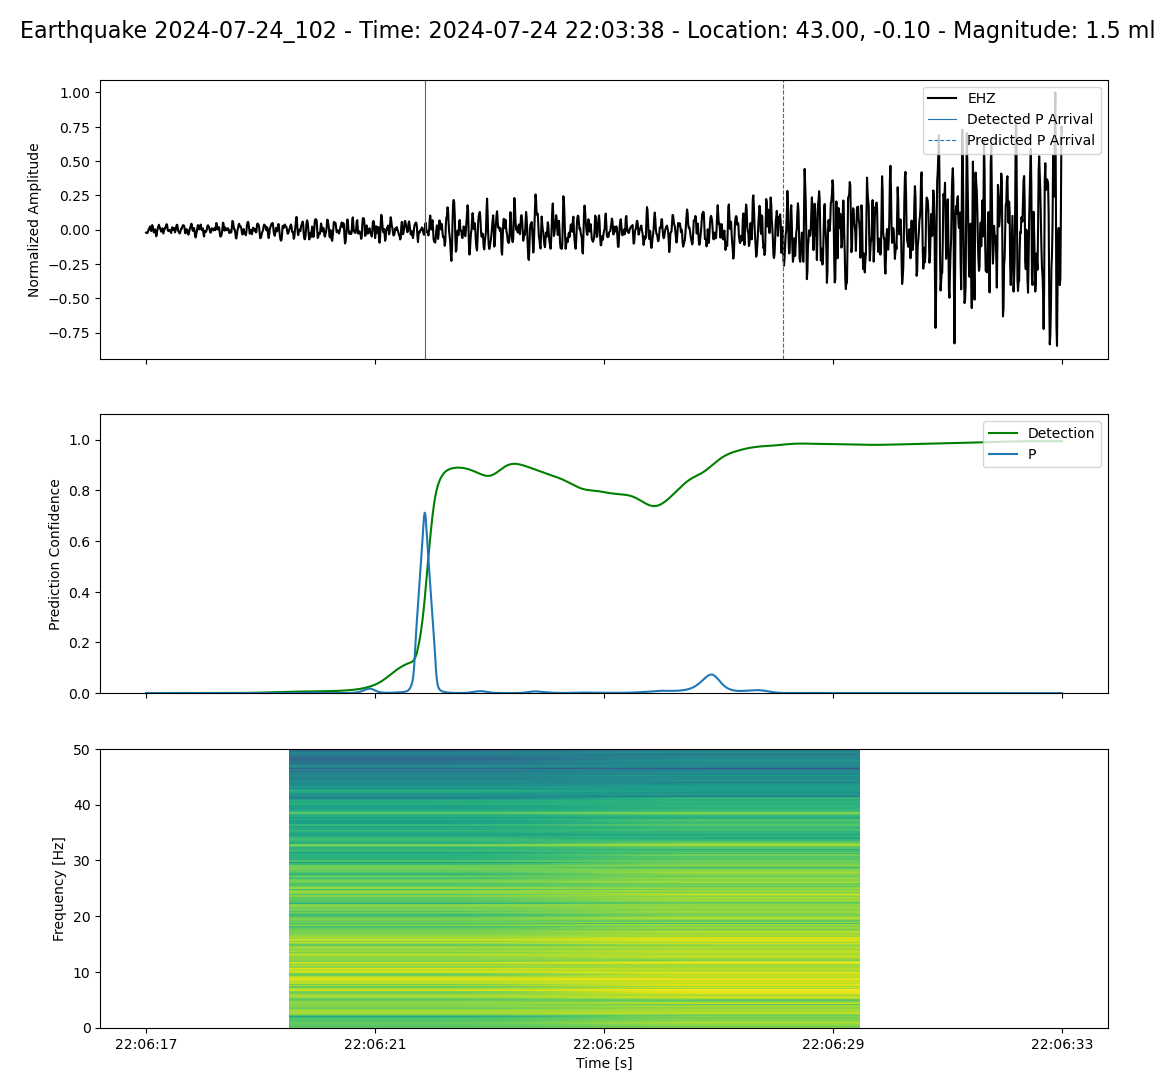 Earthquake 2024-07-24_102 - Time: 2024-07-24 22:03:38 - Location: 43.00, -0.10 - Magnitude: 1.5 ml
EHZ
Detected P Arrival
Predicted P Arrival
Normalized Amplitude
1.00
0.75
0.50
0.25
0.00
−0.25
−0.50
−0.75
Detection
P
Prediction Confidence
1.0
0.8
0.6
0.4
0.2
0.0
Frequency [Hz]
50
40
30
20
10
0
22:06:17 22:06:21 22:06:25 22:06:29 22:06:33
Time [s]